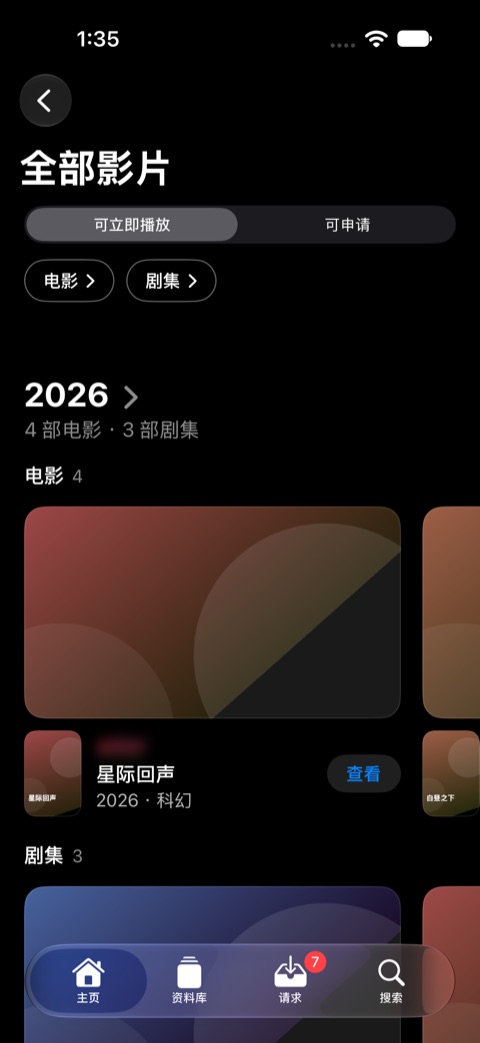 1:35
全部影片
可立即播放
可申请
电影
剧集
2026
4 部电影 · 3 部剧集
电影 4
星际回声
2026 · 科幻
查看
星际回声
白昼之下
剧集 3
主页
资料库
请求
7
搜索